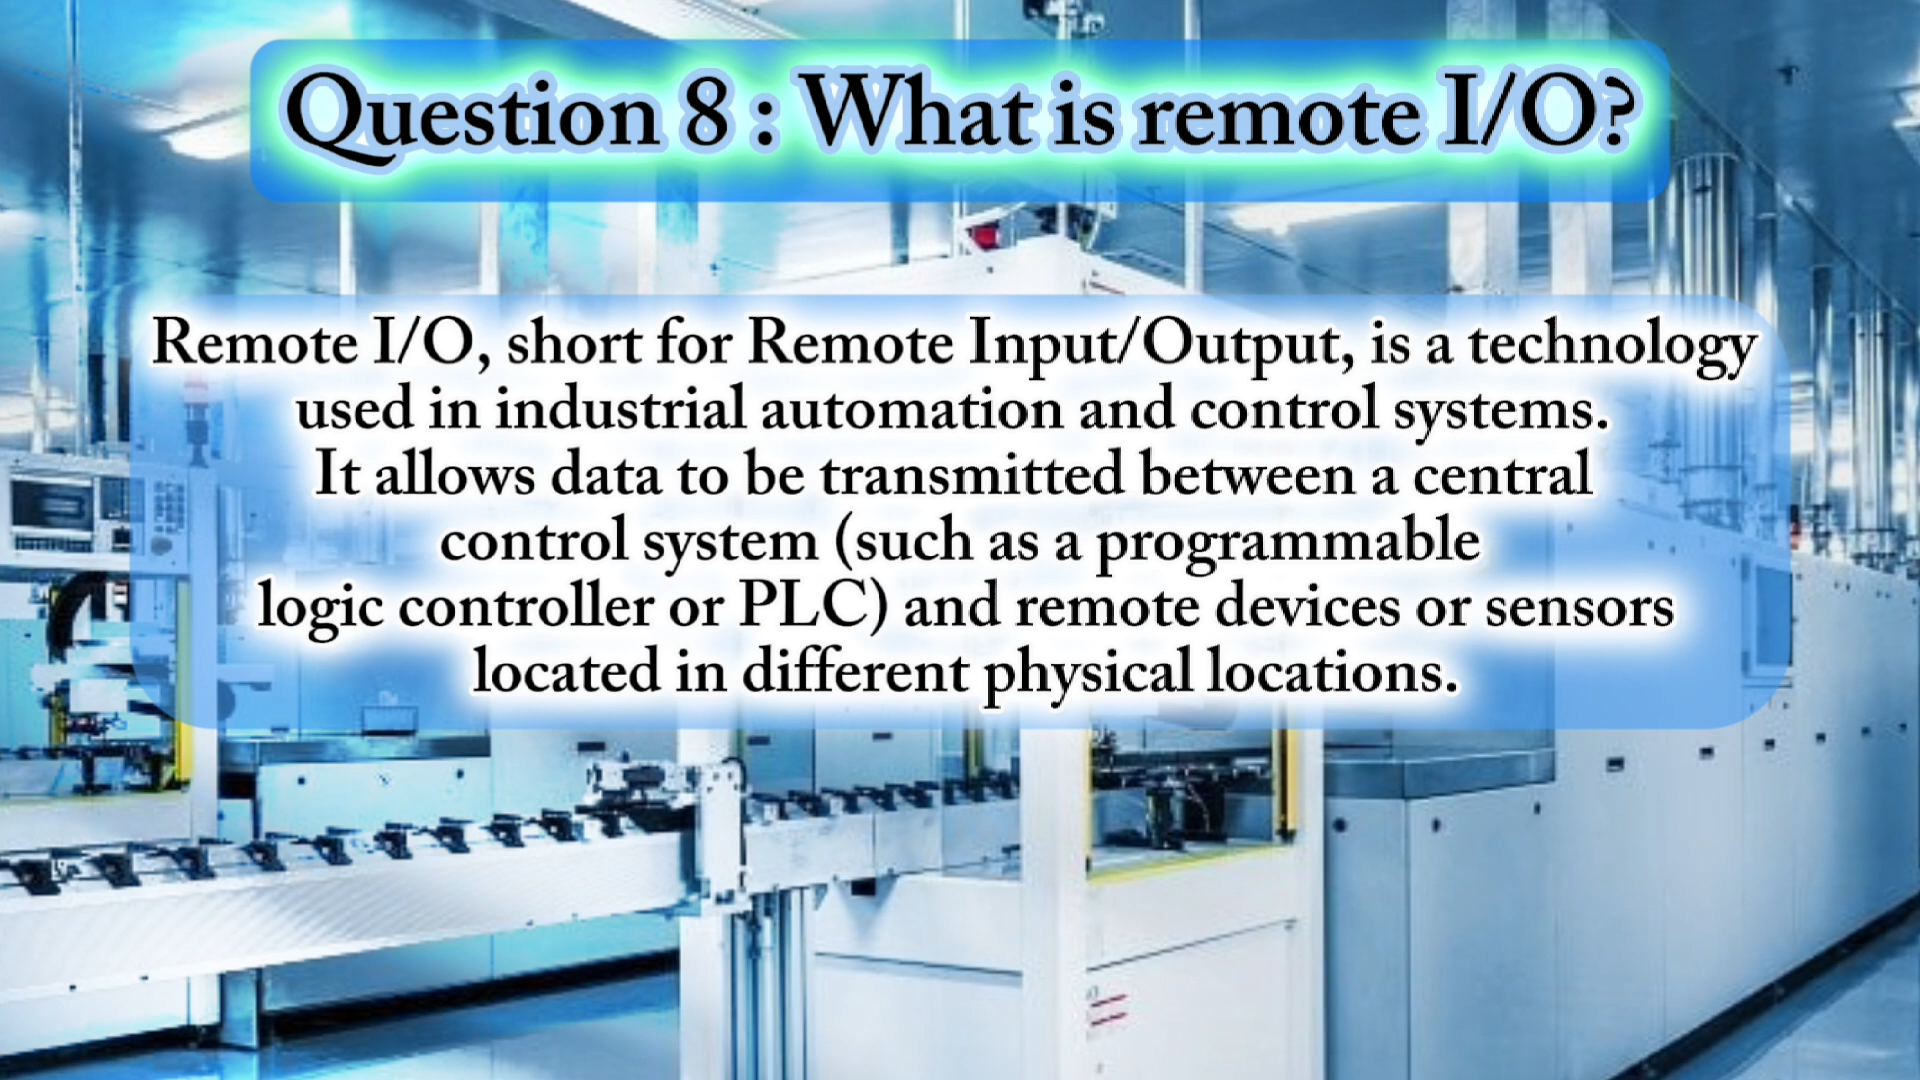 Question 8 : What is remote I/O?
Remote I/O, short for Remote Input/Output, is a technology
used in industrial automation and control systems.
It allows data to be transmitted between a central
control system (such as a programmable
logic controller or PLC) and remote devices or sensors
located in different physical locations.